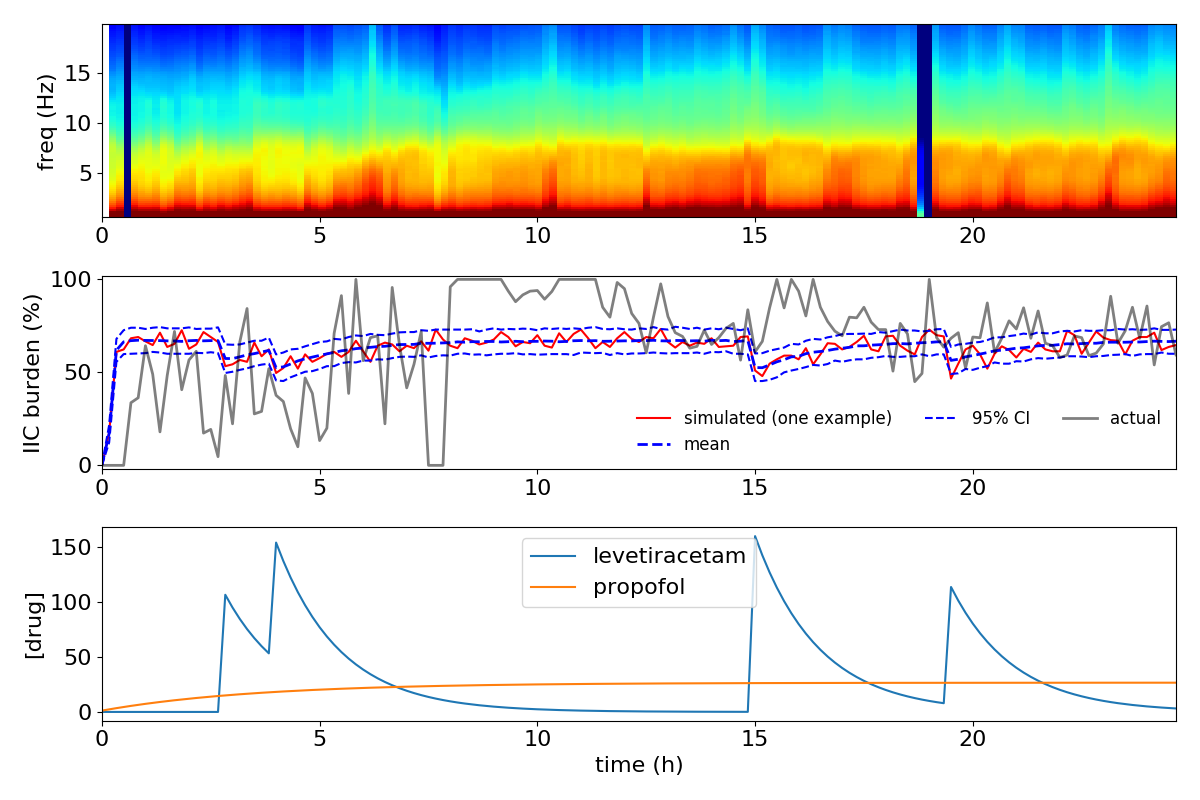 freq (Hz)
15
10
5
0 5 10 15 20
IIC burden (%)
100
50
0
simulated (one example) 95% CI actual
mean
0 5 10 15 20
[drug]
150
100
50
0
levetiracetam
propofol
0 5 10 15 20
time (h)